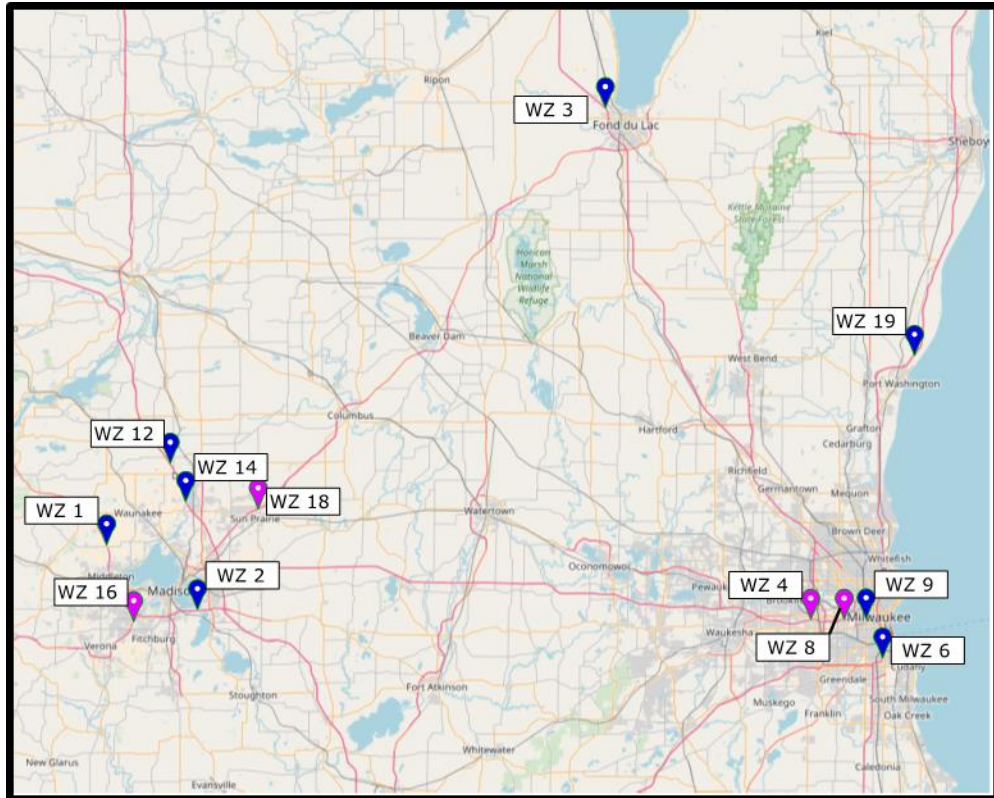 Kiel
Ripon
WZ 3
Fond du Lac
Sheboy
Kettle Moraine
State Forest
Horicon
Marsh
National
Wildlife
Refuge
WZ 19
Beaver Dam
West Bend
Port Washington
Columbus
WZ 12
Hartford
Grafton
Cedarburg
WZ 14
Richfield
Germantown
Mequon
WZ 18
WZ 1
Waunakee
Sun Prairie
Watertown
Brown Deer
Whitefish
Oconomowoc
Middleton
WZ 2
Pewauk
WZ 4
WZ 9
WZ 16
Madiso
Brookf
Milwaukee
Waukesha
Fitchburg
Verona
WZ 8
WZ 6
Cudahy
Greendale
Stoughton
Fort Atkinson
South Milwaukee
Muskego
Franklin
Oak Creek
Whitewater
New Glarus
Caledonia
Evansville